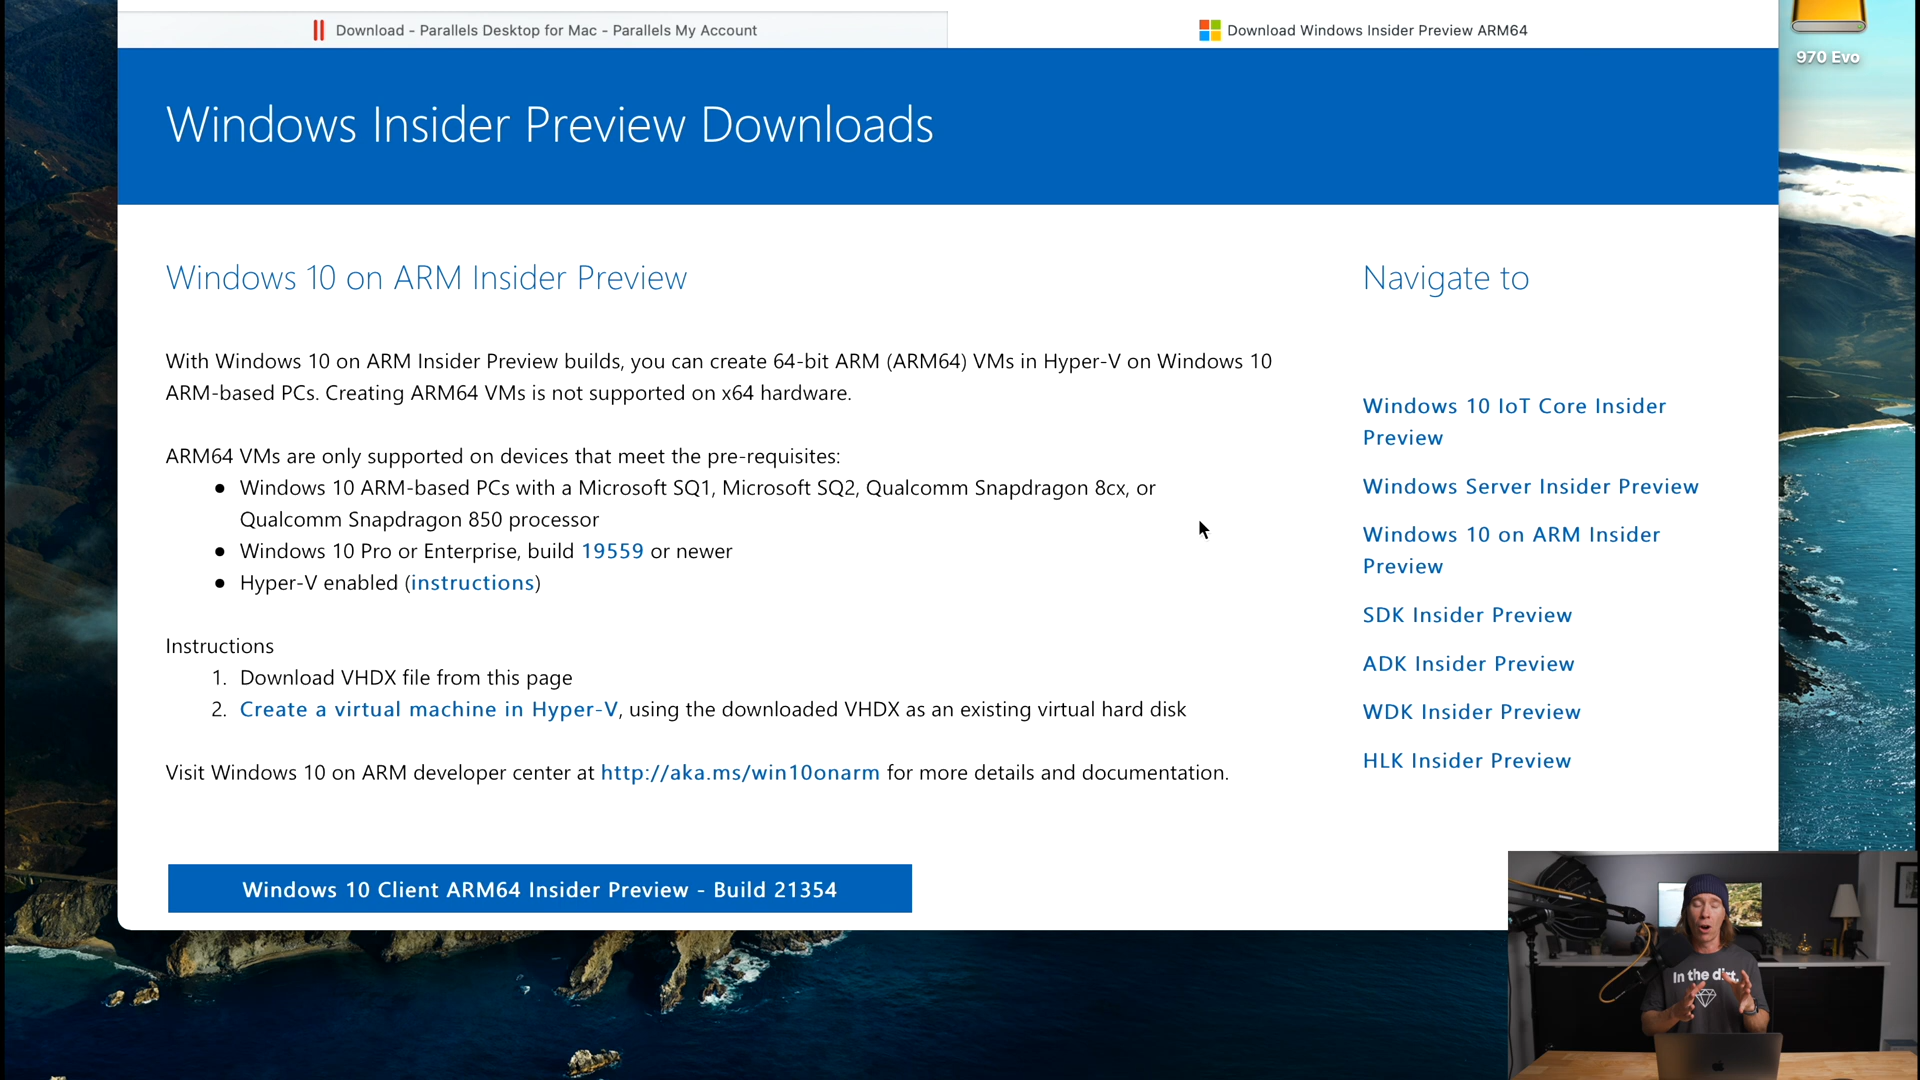 Download - Parallels Desktop for Mac - Parallels My Account
Download Windows Insider Preview ARM64
970 Evo
Windows Insider Preview Downloads
Windows 10 on ARM Insider Preview
With Windows 10 on ARM Insider Preview builds, you can create 64-bit ARM (ARM64) VMs in Hyper-V on Windows 10
ARM-based PCs. Creating ARM64 VMs is not supported on x64 hardware.
ARM64 VMs are only supported on devices that meet the pre-requisites:
● Windows 10 ARM-based PCs with a Microsoft SQ1, Microsoft SQ2, Qualcomm Snapdragon 8cx, or
Qualcomm Snapdragon 850 processor
● Windows 10 Pro or Enterprise, build 19559 or newer
● Hyper-V enabled (instructions)
Instructions
1. Download VHDX file from this page
2. Create a virtual machine in Hyper-V, using the downloaded VHDX as an existing virtual hard disk
Visit Windows 10 on ARM developer center at http://aka.ms/win10onarm for more details and documentation.
Windows 10 Client ARM64 Insider Preview - Build 21354
Navigate to
Windows 10 IoT Core Insider
Preview
Windows Server Insider Preview
Windows 10 on ARM Insider
Preview
SDK Insider Preview
ADK Insider Preview
WDK Insider Preview
HLK Insider Preview
In the dirt.